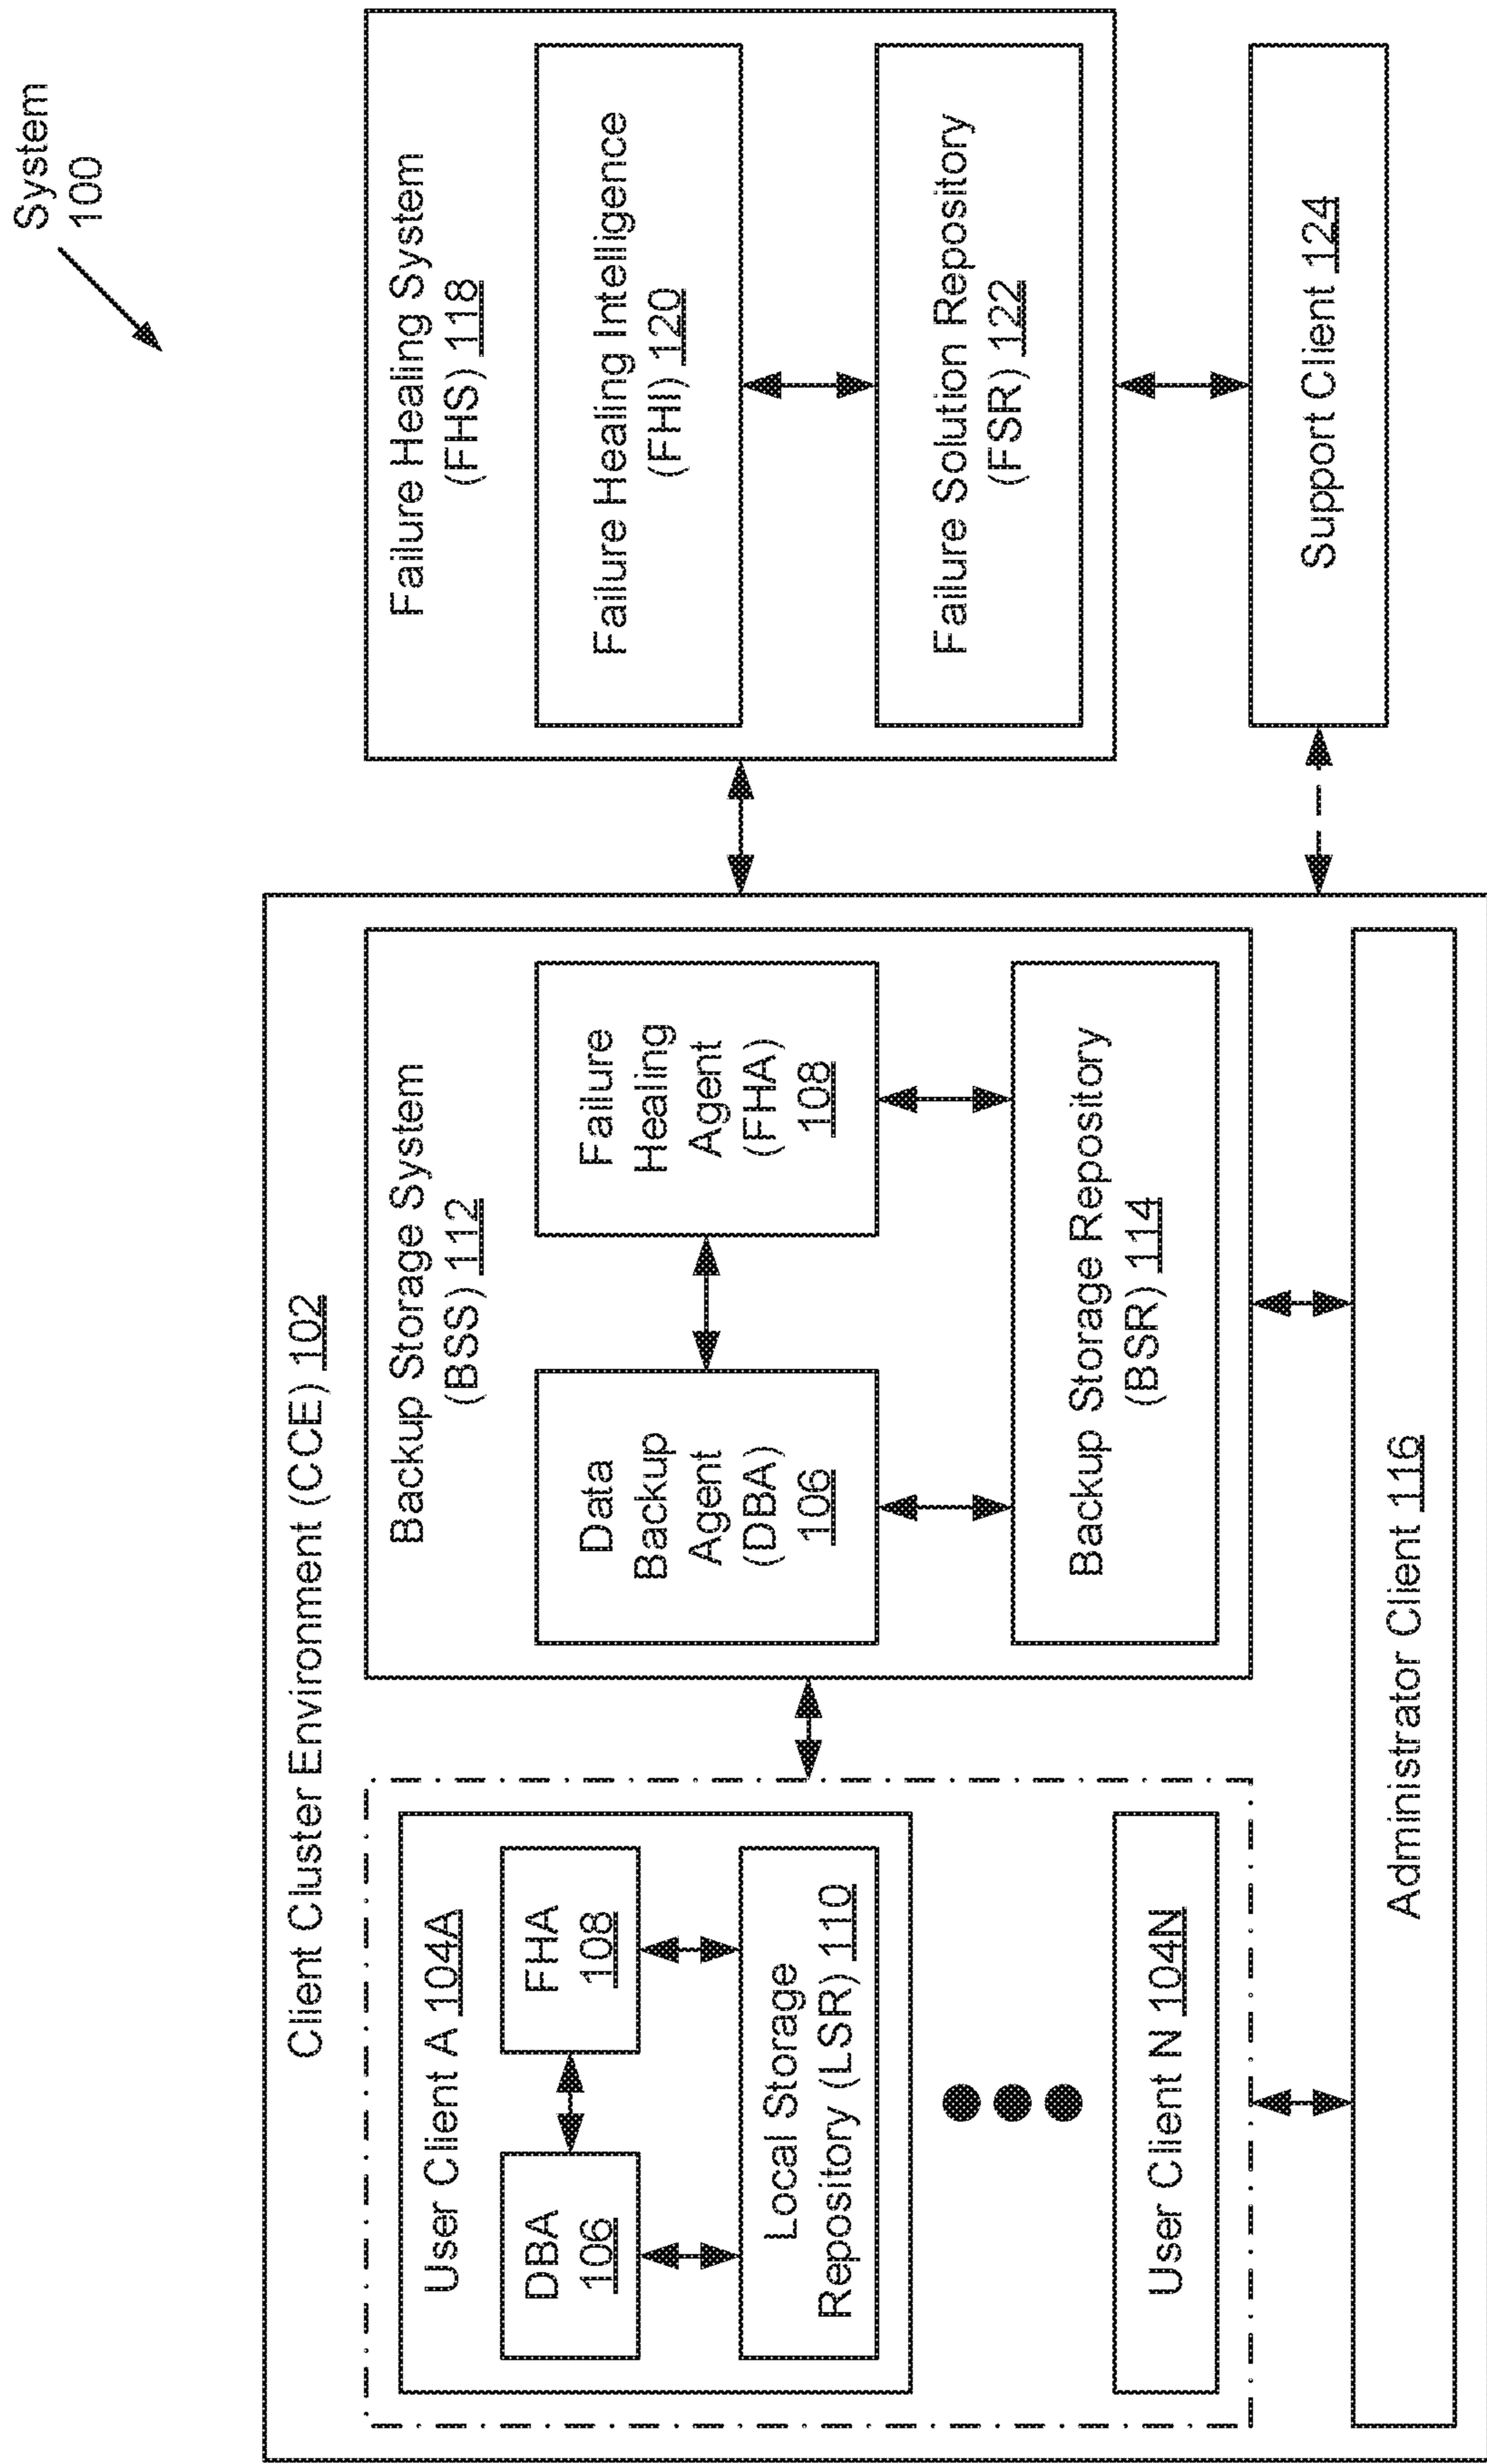 System
100
Client Cluster Environment (CCE) 102
User Client A 104A
DBA
106
FHA
108
Local Storage
Repository (LSR) 110
User Client N 104N
Backup Storage System
(BSS) 112
Data
Backup
Agent
(DBA)
106
Failure
Healing
Agent
(FHA)
108
Backup Storage Repository
(BSR) 114
Administrator Client 116
Failure Healing System
(FHS) 118
Failure Healing Intelligence
(FHI) 120
Failure Solution Repository
(FSR) 122
Support Client 124